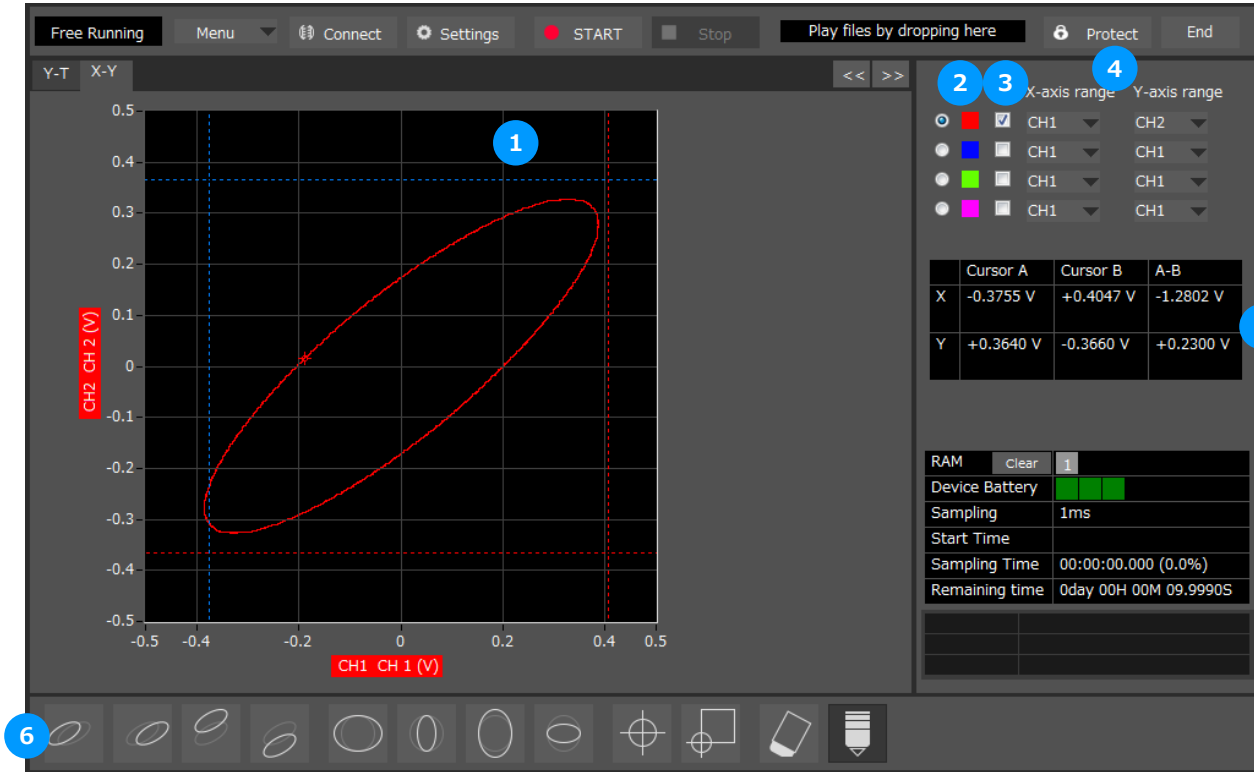 Free Running Menu Connect Settings START Stop Play files by dropping here Protect End
Y-T X-Y << >>
2 3 4
X-axis range Y-axis range
CH1 CH2
CH1 CH1
CH1 CH1
CH1 CH1
1
0.5
0.4
0.3
0.2
0.1
0
-0.1
-0.2
-0.3
-0.4
-0.5
CH2 CH 2 (V)
-0.5 -0.4 -0.2 0 0.2 0.4 0.5
CH1 CH 1 (V)
Cursor A Cursor B A-B
X -0.3755 V +0.4047 V -1.2802 V
Y +0.3640 V -0.3660 V +0.2300 V
RAM Clear 1
Device Battery
Sampling 1ms
Start Time
Sampling Time 00:00:00.000 (0.0%)
Remaining time 0day 00H 00M 09.9990S
6